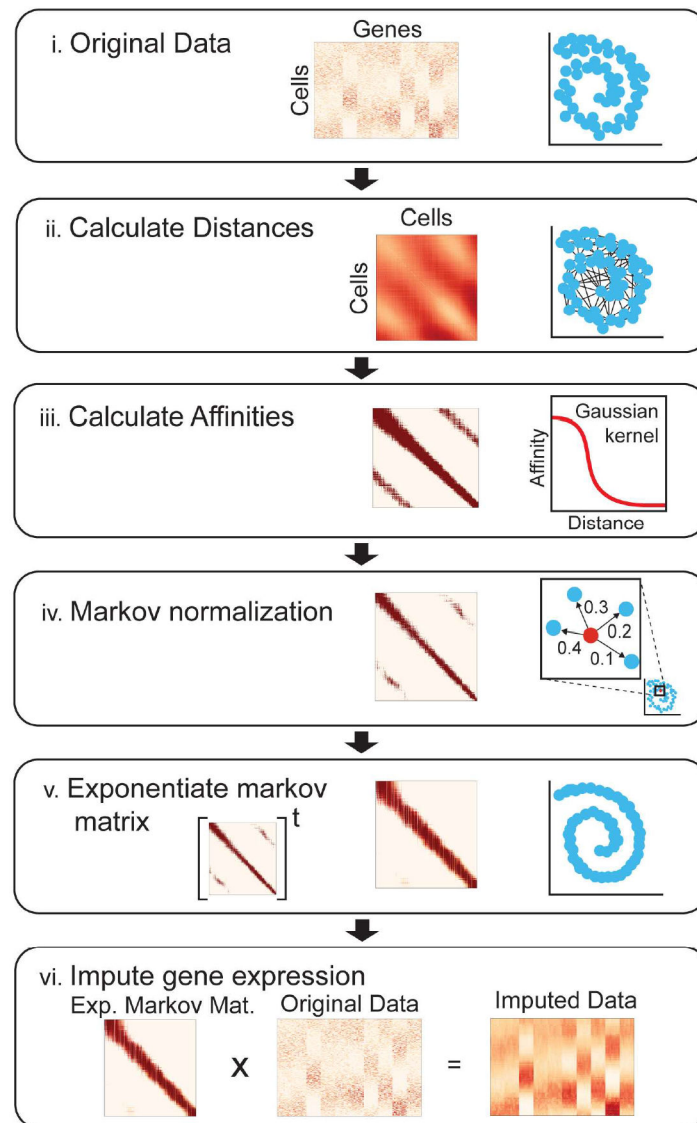 i. Original Data
Genes
Cells
ii. Calculate Distances
Cells
Cells
iii. Calculate Affinities
Gaussian
kernel
Affinity
Distance
iv. Markov normalization
0.3
0.2
0.4
0.1
v. Exponentiate markov
matrix
t
vi. Impute gene expression
Exp. Markov Mat.
Original Data
Imputed Data
x
=